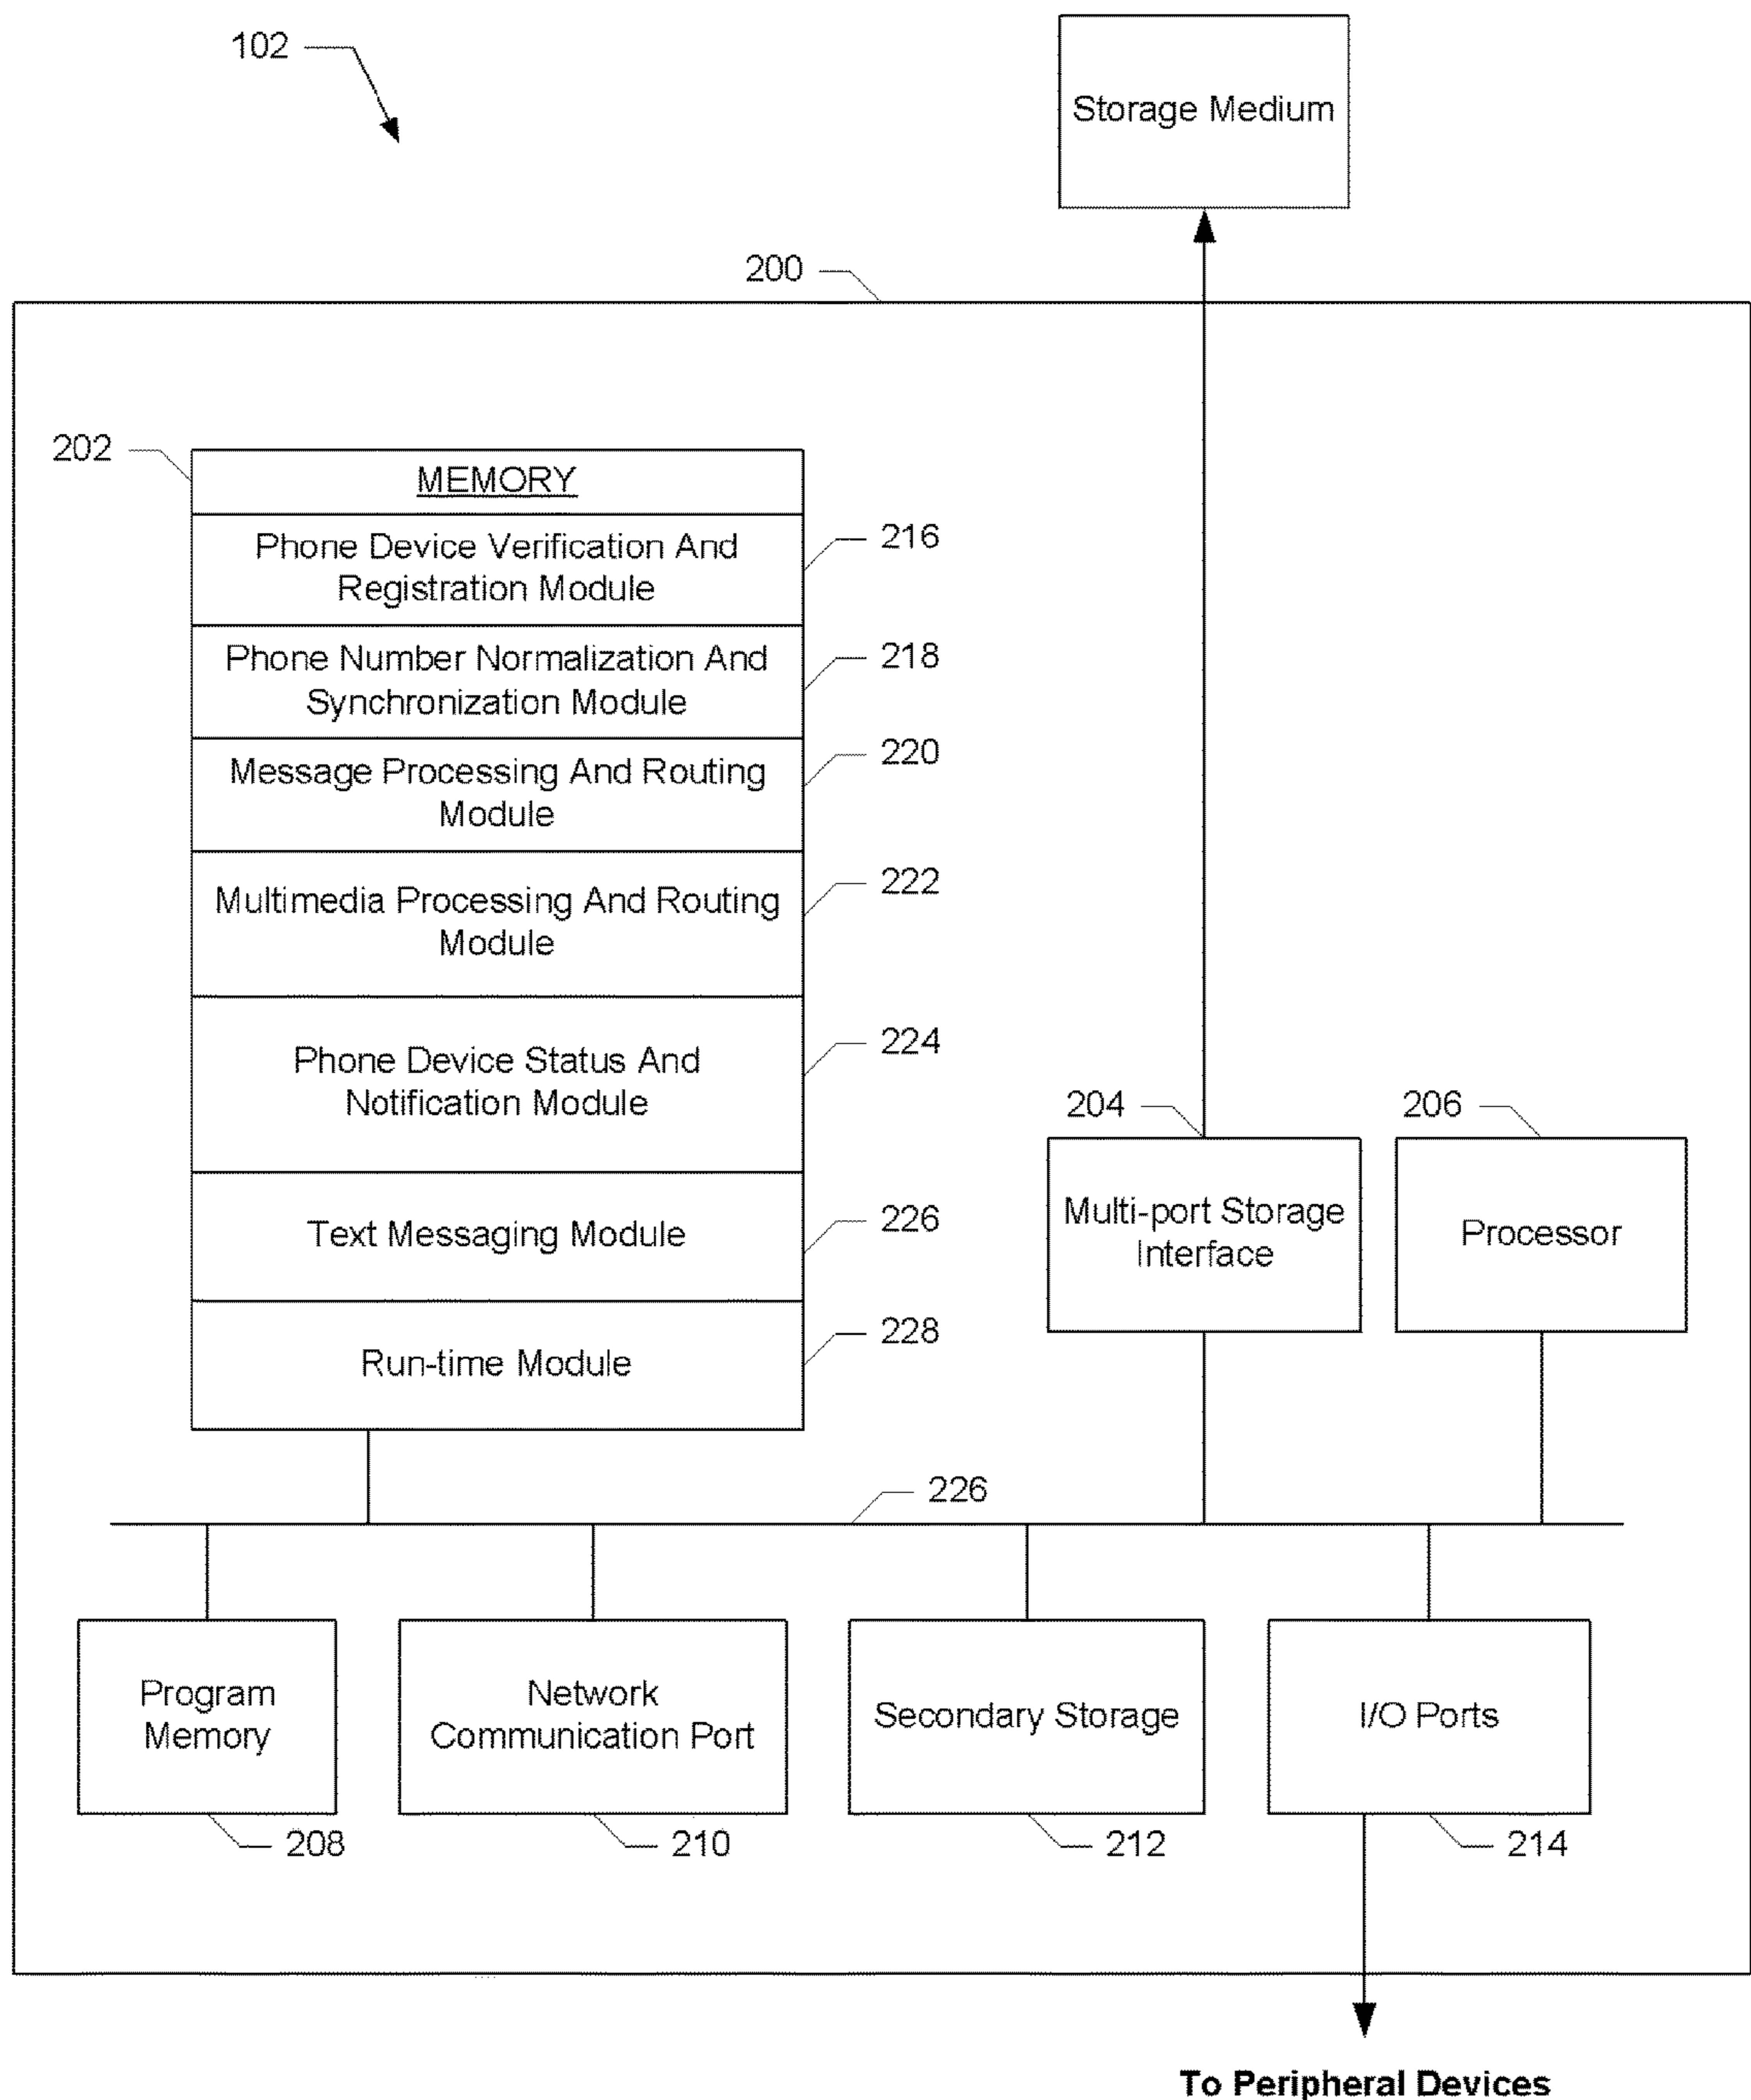 102
Storage Medium
200
202
MEMORY
Phone Device Verification And
Registration Module
216
Phone Number Normalization And
Synchronization Module
218
Message Processing And Routing
Module
220
Multimedia Processing And Routing
Module
222
Phone Device Status And
Notification Module
224
Text Messaging Module
226
Run-time Module
228
204
Multi-port Storage
Interface
206
Processor
226
Program
Memory
208
Network
Communication Port
210
Secondary Storage
212
I/O Ports
214
To Peripheral Devices